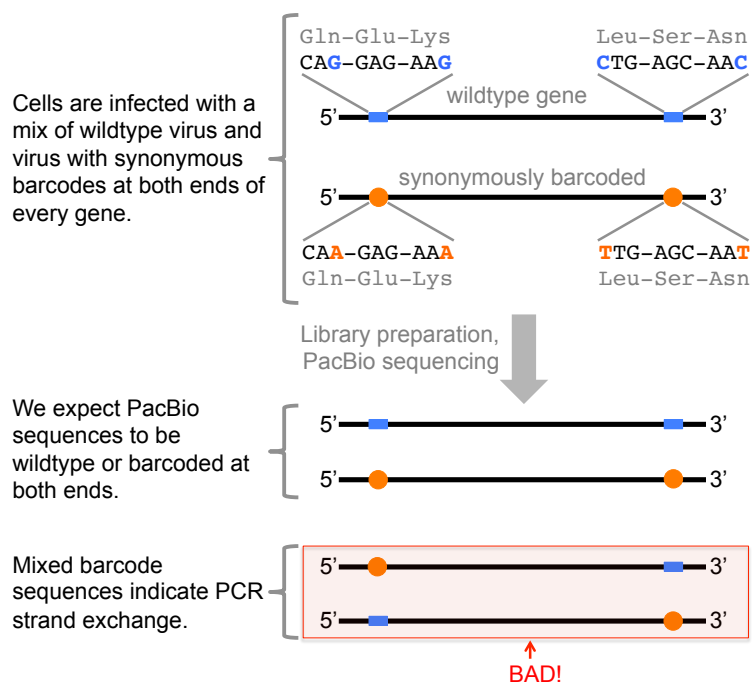 Gln-Glu-Lys
Leu-Ser-Asn
CAG-GAG-AAG
CTG-AGC-AAC
Cells are infected with a
mix of wildtype virus and
virus with synonymous
barcodes at both ends of
every gene.
wildtype gene
5’
3’
synonymously barcoded
5’
3’
CAA-GAG-AAA
TTG-AGC-AAT
Gln-Glu-Lys
Leu-Ser-Asn
Library preparation,
PacBio sequencing
We expect PacBio
sequences to be
wildtype or barcoded at
both ends.
5’
3’
5’
3’
Mixed barcode
sequences indicate PCR
strand exchange.
5’
3’
5’
3’
BAD!